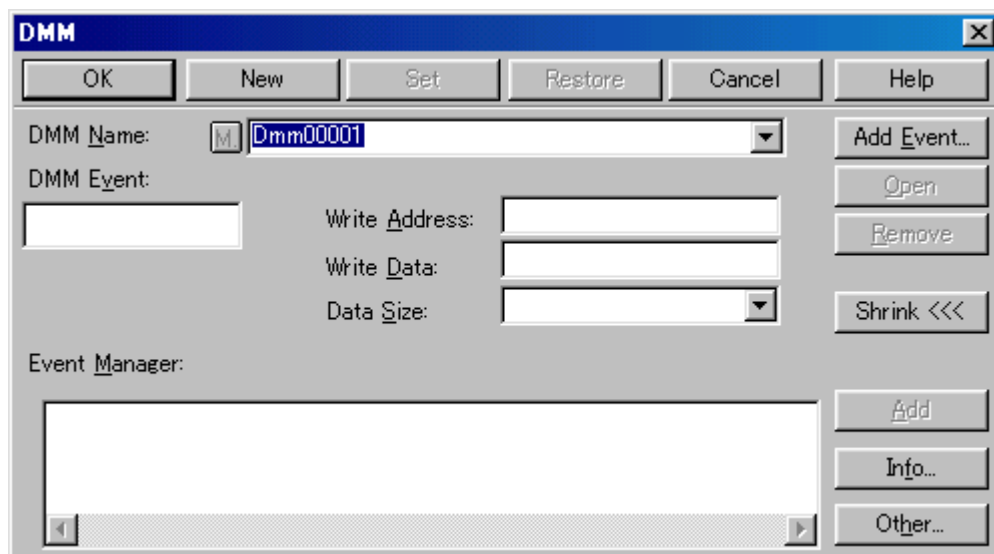 DMM
OK New Set Restore Cancel Help
DMM Name: M. Dmm00001 Add Event...
DMM Event: Open
Write Address: Remove
Write Data:
Data Size: Shrink <<<
Event Manager:
Add
Info...
Other...